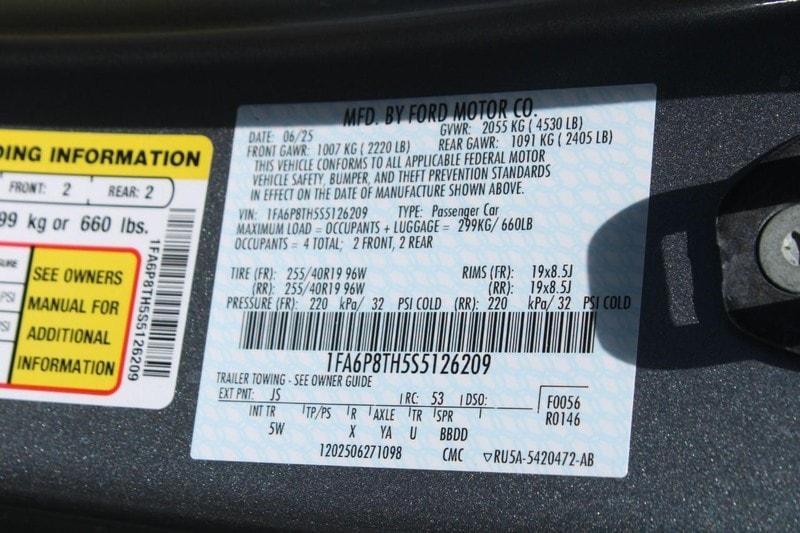 DING INFORMATION
FRONT: 2 REAR: 2
99 kg or 660 lbs.
SURE
PSI
PSI
SEE OWNERS
MANUAL FOR
ADDITIONAL
INFORMATION
1FA6P8TH5S5126209
MFD. BY FORD MOTOR CO.
DATE: 06/25 GVWR: 2055 KG ( 4530 LB)
FRONT GAWR: 1007 KG ( 2220 LB) REAR GAWR: 1091 KG ( 2405 LB)
THIS VEHICLE CONFORMS TO ALL APPLICABLE FEDERAL MOTOR
VEHICLE SAFETY, BUMPER, AND THEFT PREVENTION STANDARDS
IN EFFECT ON THE DATE OF MANUFACTURE SHOWN ABOVE.
VIN: 1FA6P8TH5S5126209 TYPE: Passenger Car
MAXIMUM LOAD = OCCUPANTS + LUGGAGE = 299KG/ 660LB
OCCUPANTS = 4 TOTAL; 2 FRONT, 2 REAR
TIRE (FR): 255/40R19 96W RIMS (FR): 19x8.5J
(RR): 255/40R19 96W (RR): 19x8.5J
PRESSURE (FR): 220 kPa/ 32 PSI COLD (RR): 220 kPa/ 32 PSI COLD
1FA6P8TH5S5126209
TRAILER TOWING - SEE OWNER GUIDE
EXT PNT: JS RC: 53 DSO: F0056
INT TR TP/PS R AXLE TR SPR R0146
5W X YA U BBDD
1202506271098 CMC ▽RU5A-5420472-AB